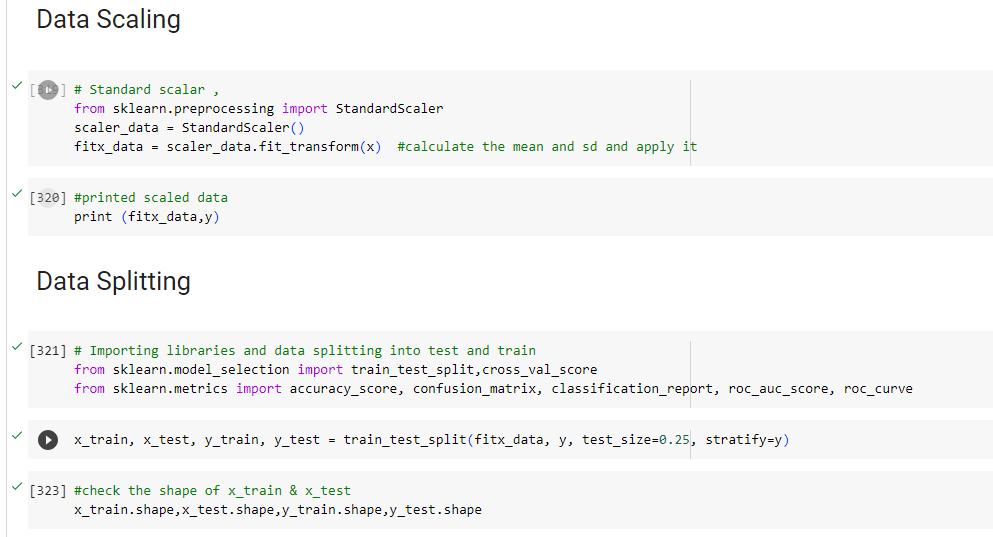 Data Scaling
# Standard scalar ,
from sklearn.preprocessing import StandardScaler
scaler_data = StandardScaler()
fitx_data = scaler_data.fit_transform(x)  #calculate the mean and sd and apply it
[320] #printed scaled data
print (fitx_data,y)
Data Splitting
[321] # Importing libraries and data splitting into test and train
from sklearn.model_selection import train_test_split,cross_val_score
from sklearn.metrics import accuracy_score, confusion_matrix, classification_report, roc_auc_score, roc_curve
x_train, x_test, y_train, y_test = train_test_split(fitx_data, y, test_size=0.25, stratify=y)
[323] #check the shape of x_train & x_test
x_train.shape,x_test.shape,y_train.shape,y_test.shape